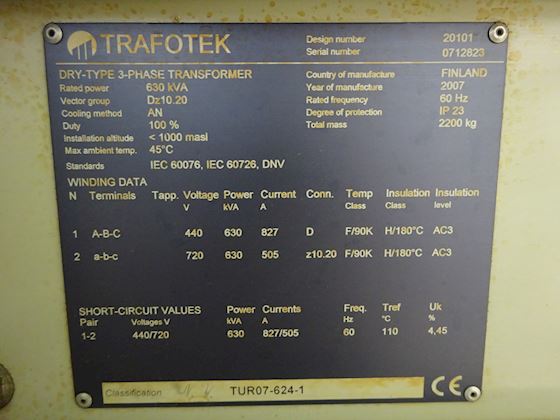 TRAFOTEK
Design number 20101
Serial number 0712823
DRY-TYPE 3-PHASE TRANSFORMER
Rated power 630 kVA
Vector group Dz10.20
Cooling method AN
Duty 100 %
Installation altitude < 1000 masl
Max ambient temp. 45°C
Standards IEC 60076, IEC 60726, DNV
Country of manufacture FINLAND
Year of manufacture 2007
Rated frequency 60 Hz
Degree of protection IP 23
Total mass 2200 kg
WINDING DATA
N Terminals Tapp. Voltage Power Current Conn. Temp Insulation Insulation
V kVA A Class Class level
1 A-B-C 440 630 827 D F/90K H/180°C AC3
2 a-b-c 720 630 505 z10.20 F/90K H/180°C AC3
SHORT-CIRCUIT VALUES Power Currents Freq. Tref Uk
Pair Voltages V kVA A Hz °C %
1-2 440/720 630 827/505 60 110 4,45
Classification TUR07-624-1 CE